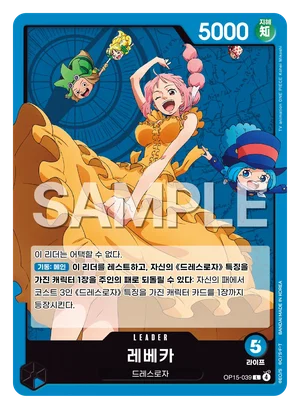 5000
지혜
知
SAMPLE
이 리더는 어택할 수 없다.
기동: 메인 이 리더를 레스트하고, 자신의 《드레스로자》 특징을
가진 캐릭터 1장을 주인의 패로 되돌릴 수 있다: 자신의 패에서
코스트 3인 《드레스로자》 특징을 가진 캐릭터 카드를 1장까지
등장시킨다.
LEADER
레베카
드레스로자
5
라이프
OP15-039 L